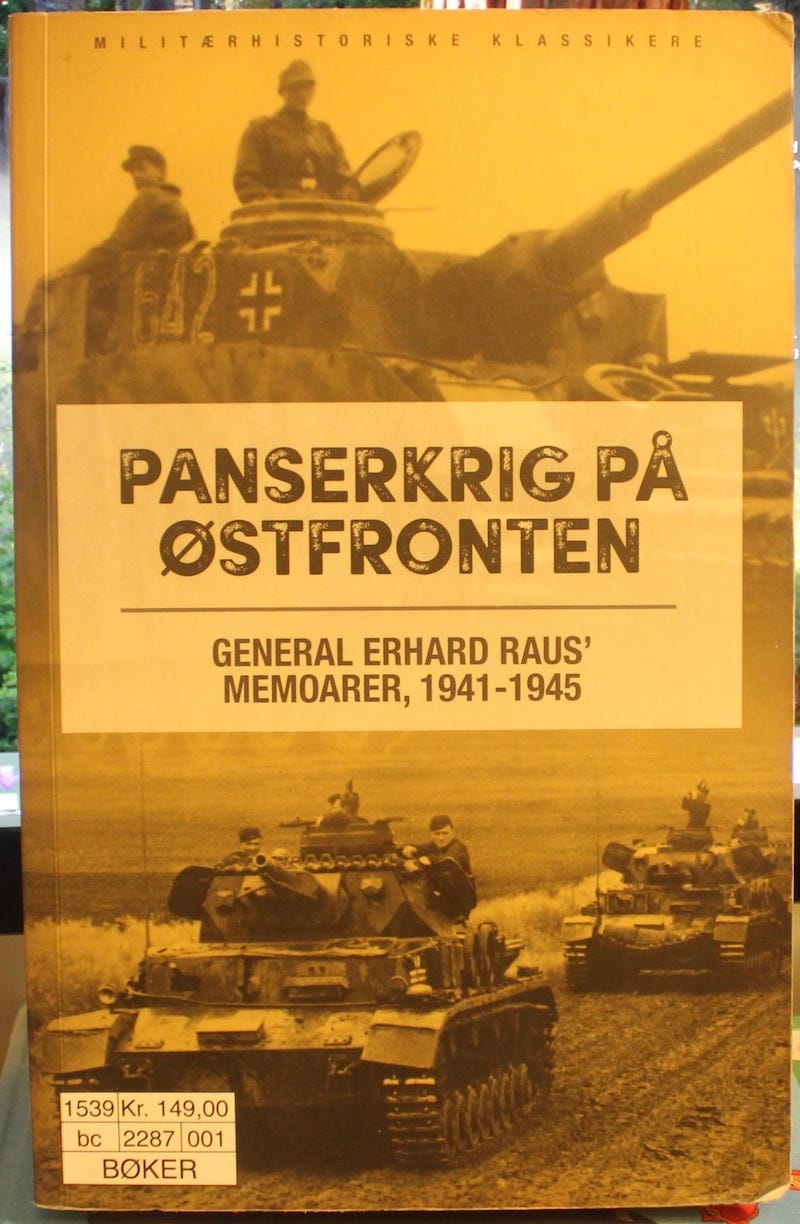 MILITÆRHISTORISKE KLASSIKERE
642
PANSERKRIG PÅ
ØSTFRONTEN
GENERAL ERHARD RAUS’
MEMOARER, 1941-1945
1539 Kr. 149,00
bc 2287 001
BØKER